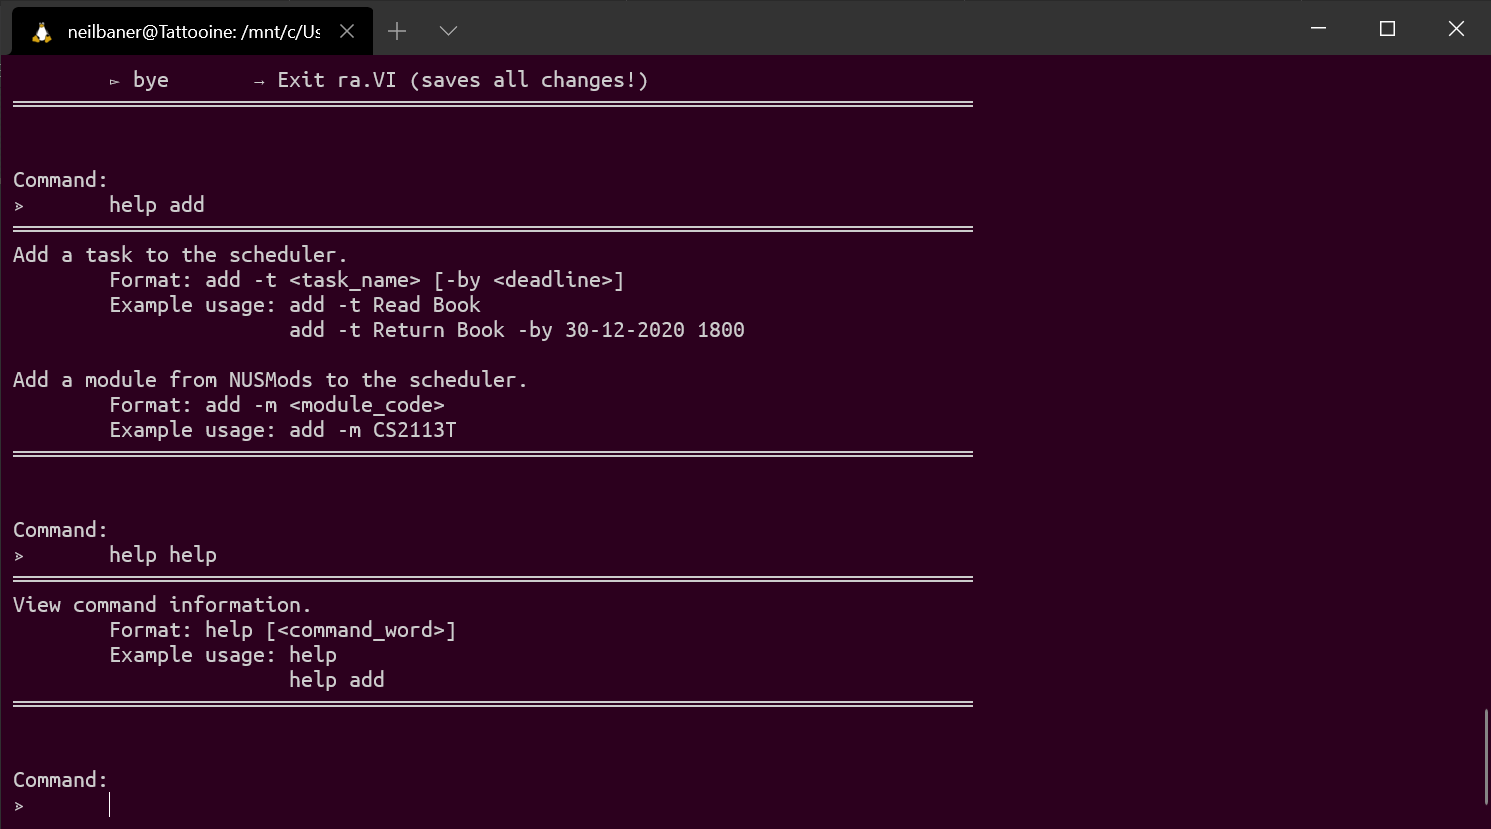 neilbaner@Tattooine: /mnt/c/Us
▻ bye → Exit ra.VI (saves all changes!)
Command:
➢ help add
Add a task to the scheduler.
Format: add -t <task_name> [-by <deadline>]
Example usage: add -t Read Book
add -t Return Book -by 30-12-2020 1800
Add a module from NUSMods to the scheduler.
Format: add -m <module_code>
Example usage: add -m CS2113T
Command:
➢ help help
View command information.
Format: help [<command_word>]
Example usage: help
help add
Command:
➢